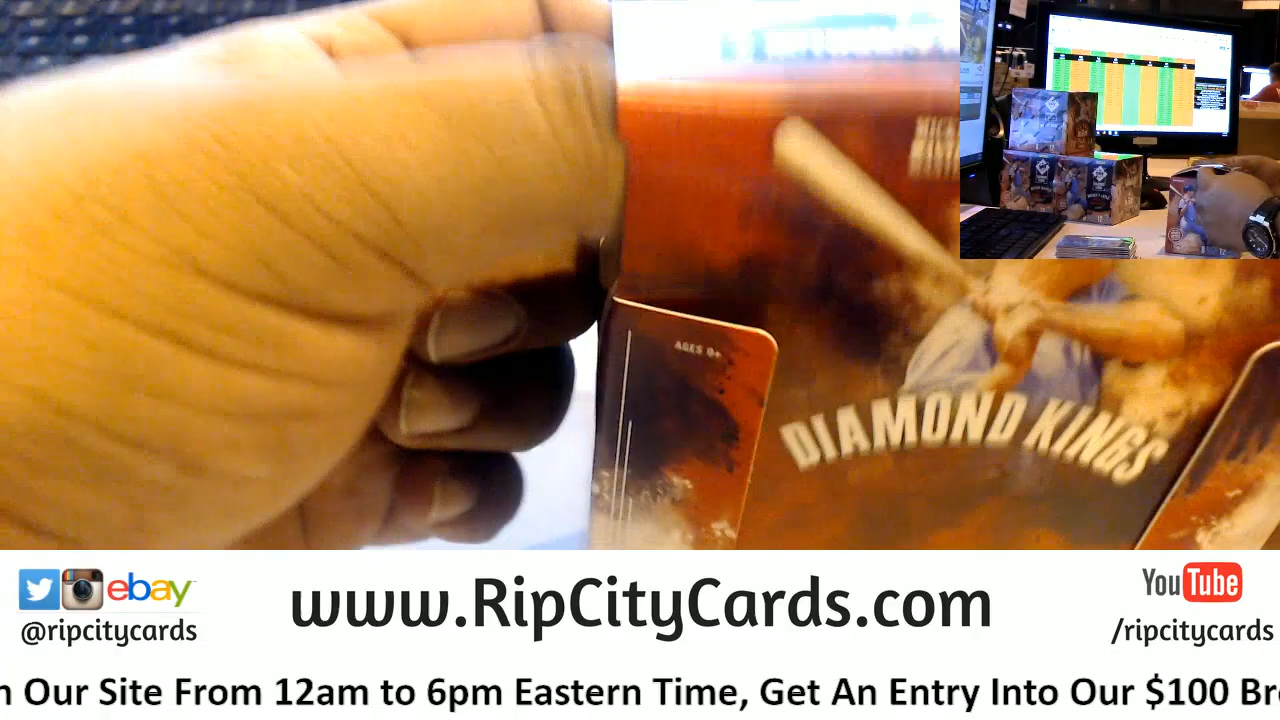 AGES 9+
DIAMOND KINGS
ebay
@ripcitycards
www.RipCityCards.com
YouTube
/ripcitycards
n Our Site From 12am to 6pm Eastern Time, Get An Entry Into Our $100 Br